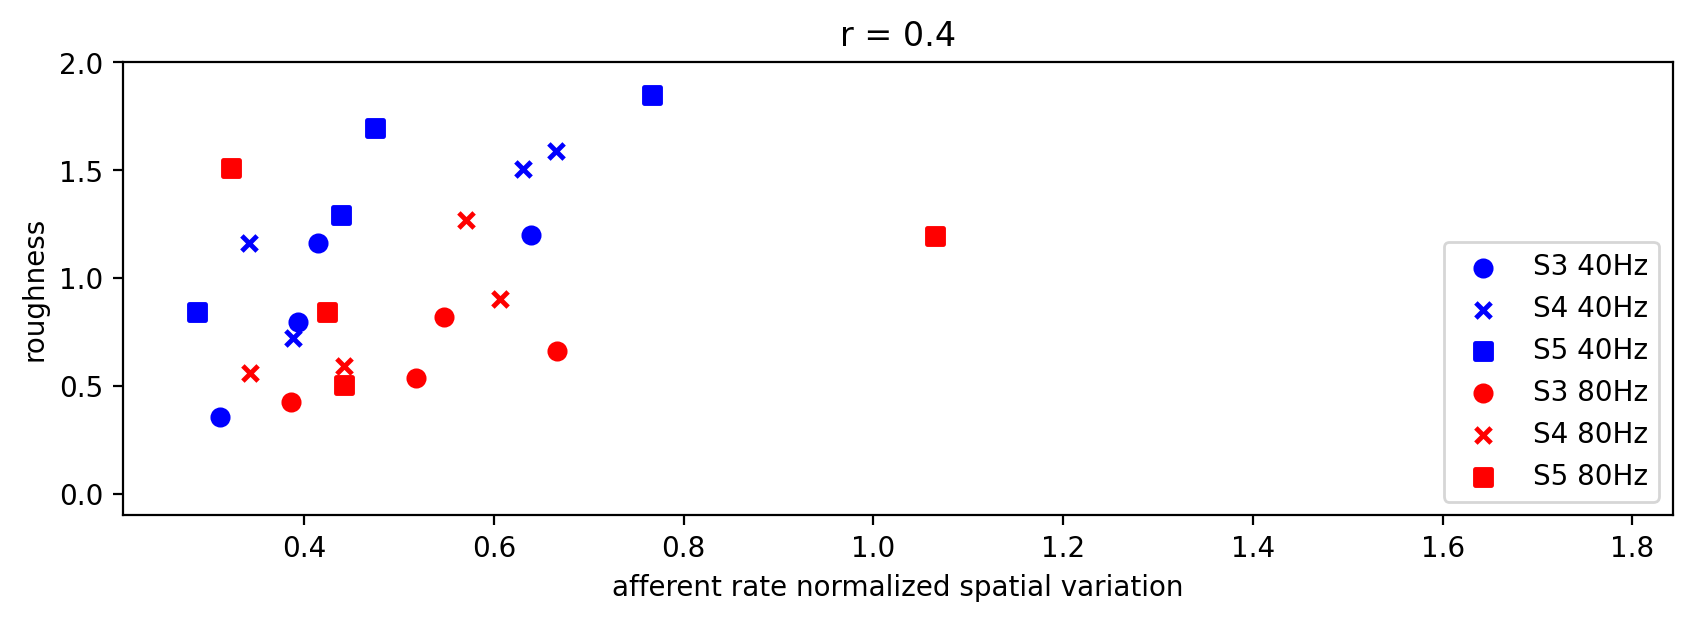 r = 0.4
2.0
1.5
1.0
0.5
0.0
roughness
S3 40Hz
S4 40Hz
S5 40Hz
S3 80Hz
S4 80Hz
S5 80Hz
0.4 0.6 0.8 1.0 1.2 1.4 1.6 1.8
afferent rate normalized spatial variation